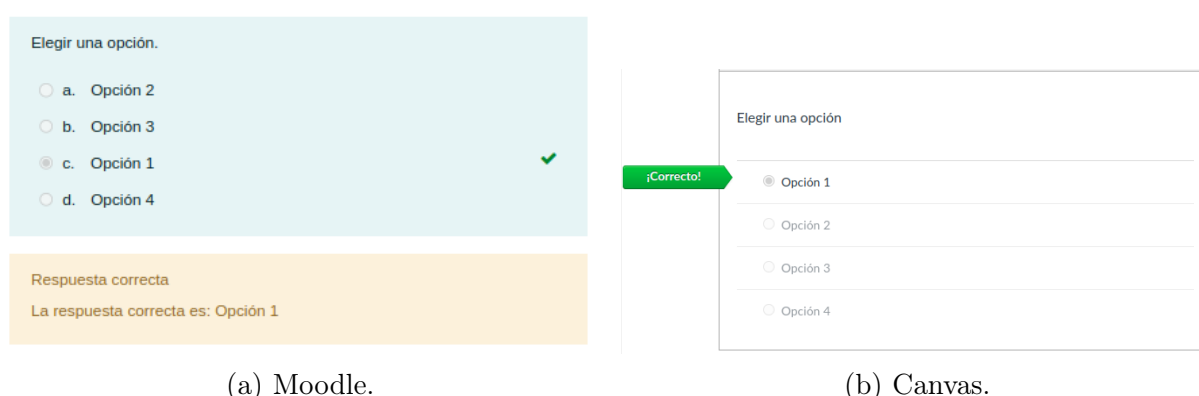 Elegir una opción.
a. Opción 2
b. Opción 3
c. Opción 1
d. Opción 4
Respuesta correcta
La respuesta correcta es: Opción 1
(a) Moodle.
Elegir una opción
¡Correcto!
Opción 1
Opción 2
Opción 3
Opción 4
(b) Canvas.